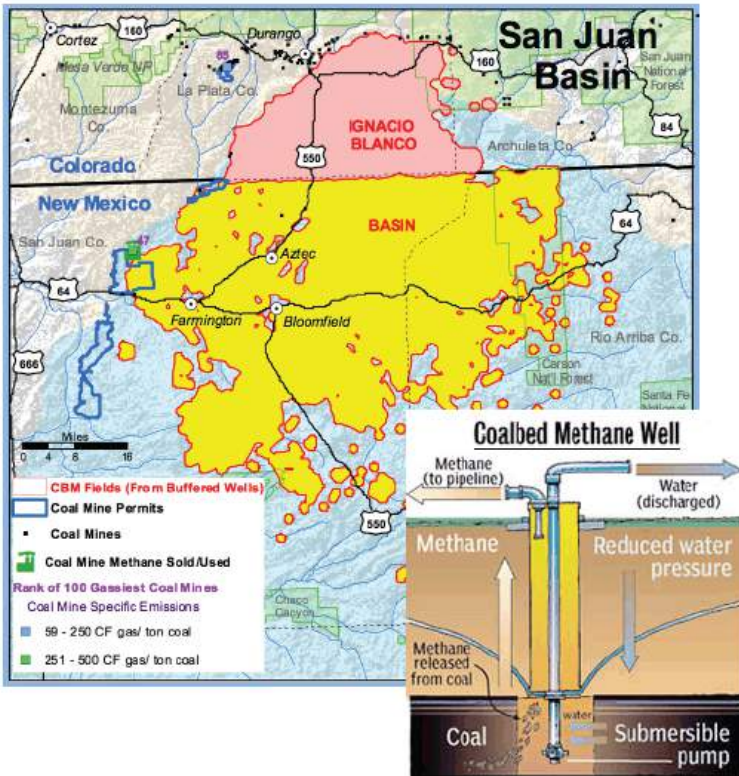 San Juan
Basin
Cortez
160
Durango
85
Mesa Verde NP
La Plata Co.
160
San Juan
National
Forest
Montezuma
Co.
IGNACIO
BLANCO
84
550
Archuleta Co.
Colorado
New Mexico
64
47
San Juan Co.
BASIN
Aztec
64
Farmington
Bloomfield
Rio Arriba Co.
666
Carson
Nat'l Forest
Santa Fe
National
Miles
0 4 8 16
550
Chaco
Canyon
CBM Fields (From Buffered Wells)
Coal Mine Permits
Coal Mines
Coal Mine Methane Sold/Used
Rank of 100 Gassiest Coal Mines
Coal Mine Specific Emissions
59 - 250 CF gas/ ton coal
251 - 500 CF gas/ ton coal
Coalbed Methane Well
Methane
(to pipeline)
Water
(discharged)
Methane
Reduced water
pressure
Methane
released
from coal
water
Coal
Submersible
pump